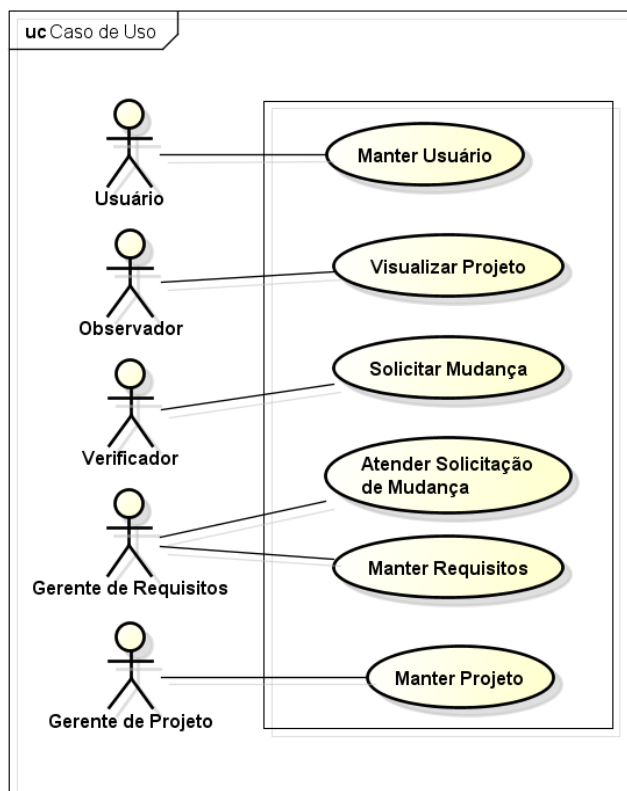 uc Caso de Uso
Manter Usuário
Usuário
Visualizar Projeto
Observador
Solicitar Mudança
Verificador
Atender Solicitação
de Mudança
Manter Requisitos
Gerente de Requisitos
Manter Projeto
Gerente de Projeto